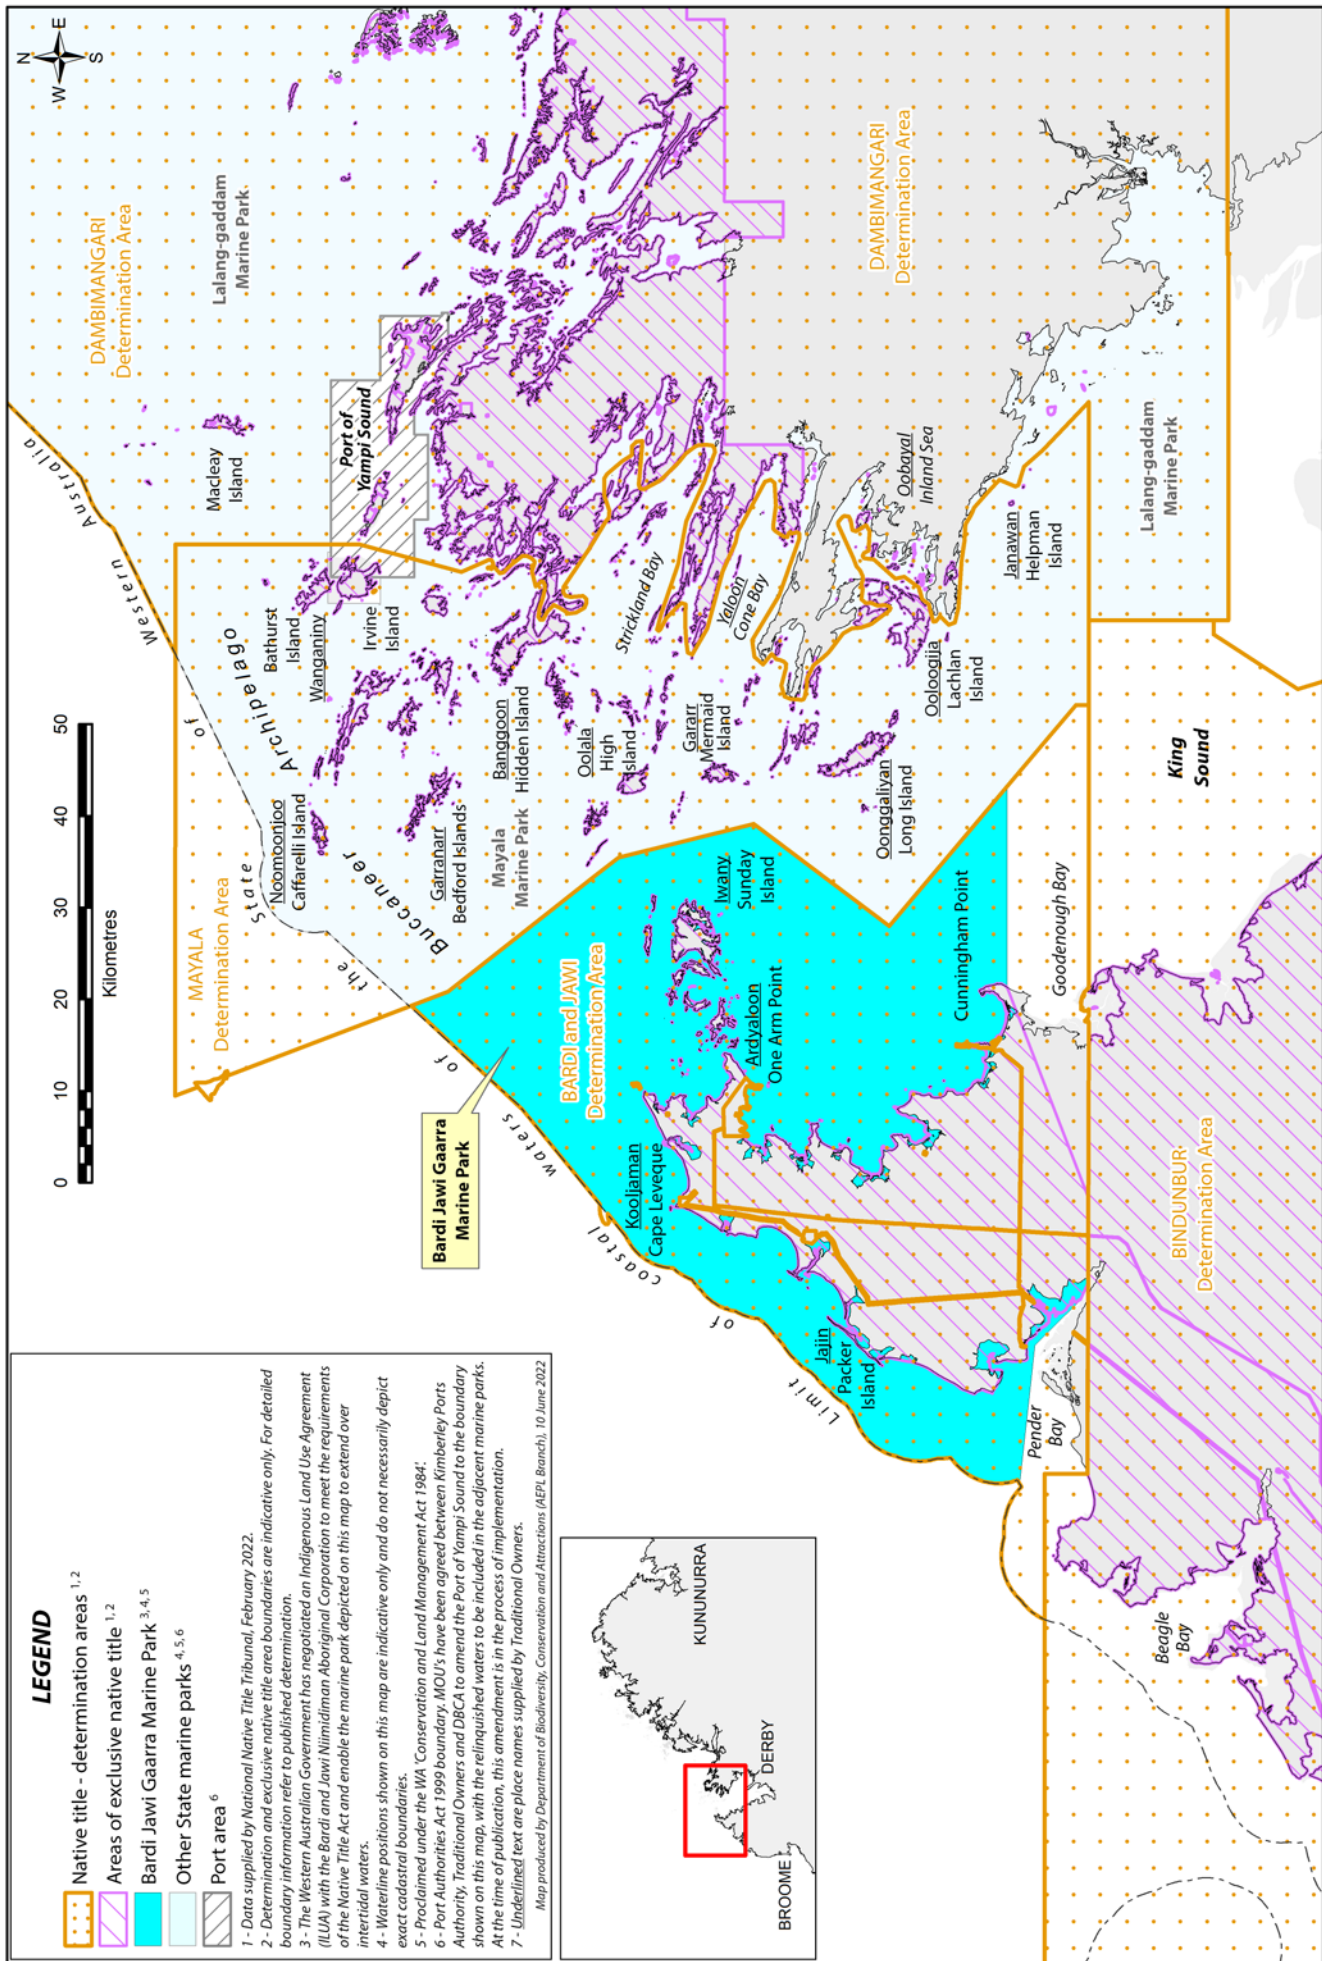 LEGEND
Native title - determination areas 1, 2
Areas of exclusive native title 1, 2
Bardi Jawi Gaarra Marine Park 3, 4, 5
Other State marine parks 4, 5, 6
Port area 6
1 - Data supplied by National Native Title Tribunal, February 2022.
2 - Determination and exclusive native title area boundaries are indicative only. For detailed
boundary information refer to published determination.
3 - The Western Australian Government has negotiated an Indigenous Land Use Agreement
(ILUA) with the Bardi and Jawi Niimidiman Aboriginal Corporation to meet the requirements
of the Native Title Act and enable the marine park depicted on this map to extend over
intertidal waters.
4 - Waterline positions shown on this map are indicative only and do not necessarily depict
exact cadastral boundaries.
5 - Proclaimed under the WA 'Conservation and Land Management Act 1984'.
6 - Port Authorities Act 1999 boundary. MOU's have been agreed between Kimberley Ports
Authority, Traditional Owners and DBCA to amend the Port of Yampi Sound to the boundary
shown on this map, with the relinquished waters to be included in the adjacent marine parks.
At the time of publication, this amendment is in the process of implementation.
7 - Underlined text are place names supplied by Traditional Owners.
Map produced by Department of Biodiversity, Conservation and Attractions (AEPL Branch), 10 June 2022
BROOME
DERBY
KUNUNURRA
0 10 20 30 40 50
Kilometres
N
E
S
W
MAYALA
Determination Area
DAMBIMANGARI
Determination Area
Lalang-gaddam
Marine Park
Limit of coastal waters of the State of Western Australia
Buccaneer Archipelago
Macleay
Island
Port of
Yampi Sound
Bathurst
Island
Wanganiny
Irvine
Island
Noomoonjoo
Caffarelli Island
Garranarr
Bedford Islands
Mayala
Marine Park
Banggoon
Hidden Island
Oolala
High
Island
Gararr
Mermaid
Island
Strickland Bay
Yaloon
Cone Bay
DAMBIMANGARI
Determination Area
Oobayal
Inland Sea
Oologija
Lachlan
Island
Oonggaliyan
Long Island
Janawan
Helpman
Island
Lalang-gaddam
Marine Park
King
Sound
Bardi Jawi Gaarra
Marine Park
BARDI and JAWI
Determination Area
Iwany
Sunday
Island
Ardyaloon
One Arm Point
Kooljaman
Cape Leveque
Jajin
Packer
Island
Cunningham Point
Goodenough Bay
Pender
Bay
Beagle
Bay
BINDUNBUR
Determination Area